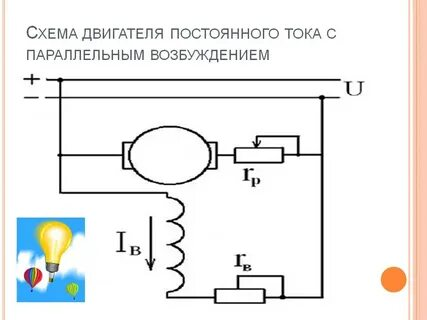 Схема двигателя постоянного тока с
параллельным возбуждением
+
− U
rр
Iв
rв